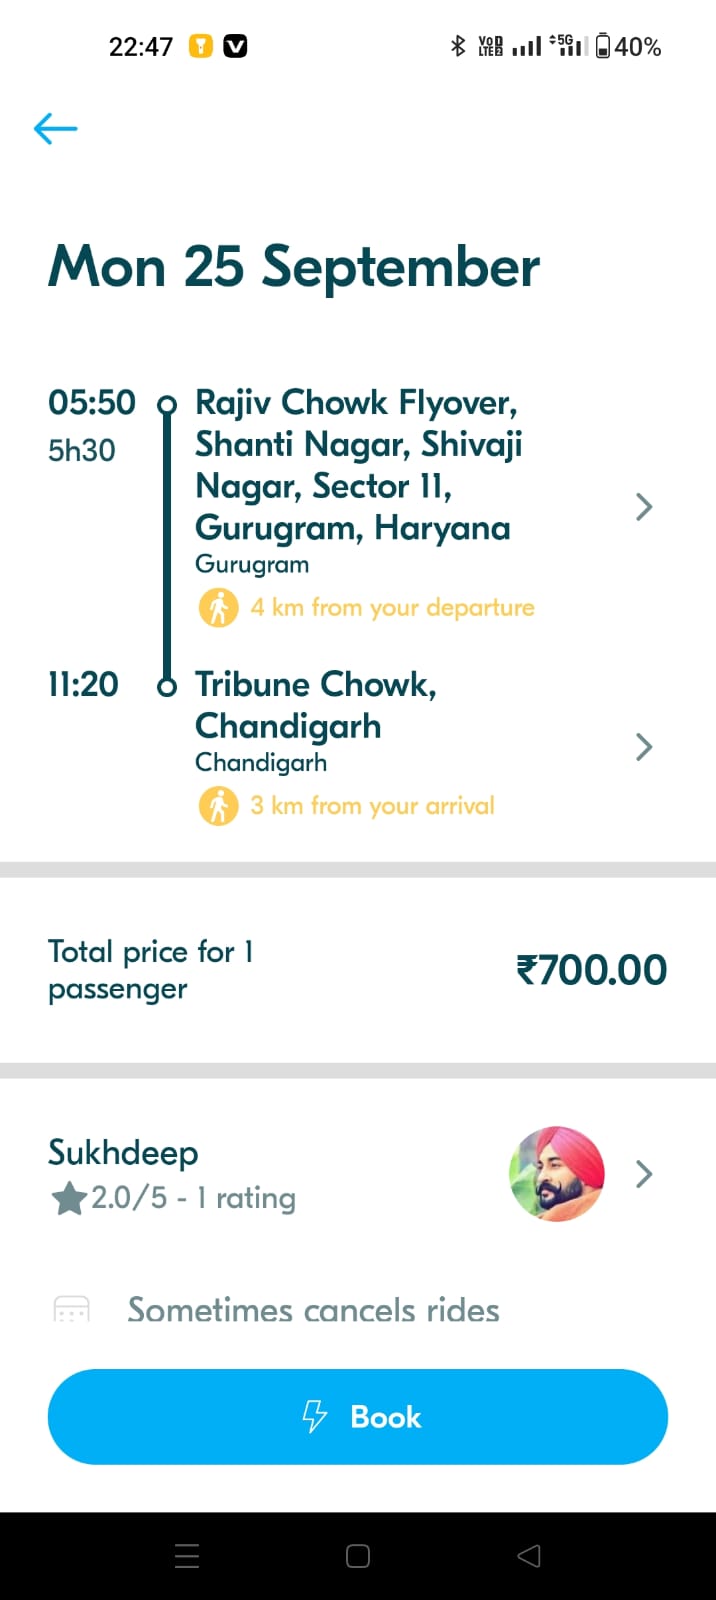 22:47
VoD LTE2 5G 40%
Mon 25 September
05:50
5h30
Rajiv Chowk Flyover,
Shanti Nagar, Shivaji
Nagar, Sector 11,
Gurugram, Haryana
Gurugram
4 km from your departure
11:20
Tribune Chowk,
Chandigarh
Chandigarh
3 km from your arrival
Total price for 1
passenger
₹700.00
Sukhdeep
2.0/5 - 1 rating
Sometimes cancels rides
Book